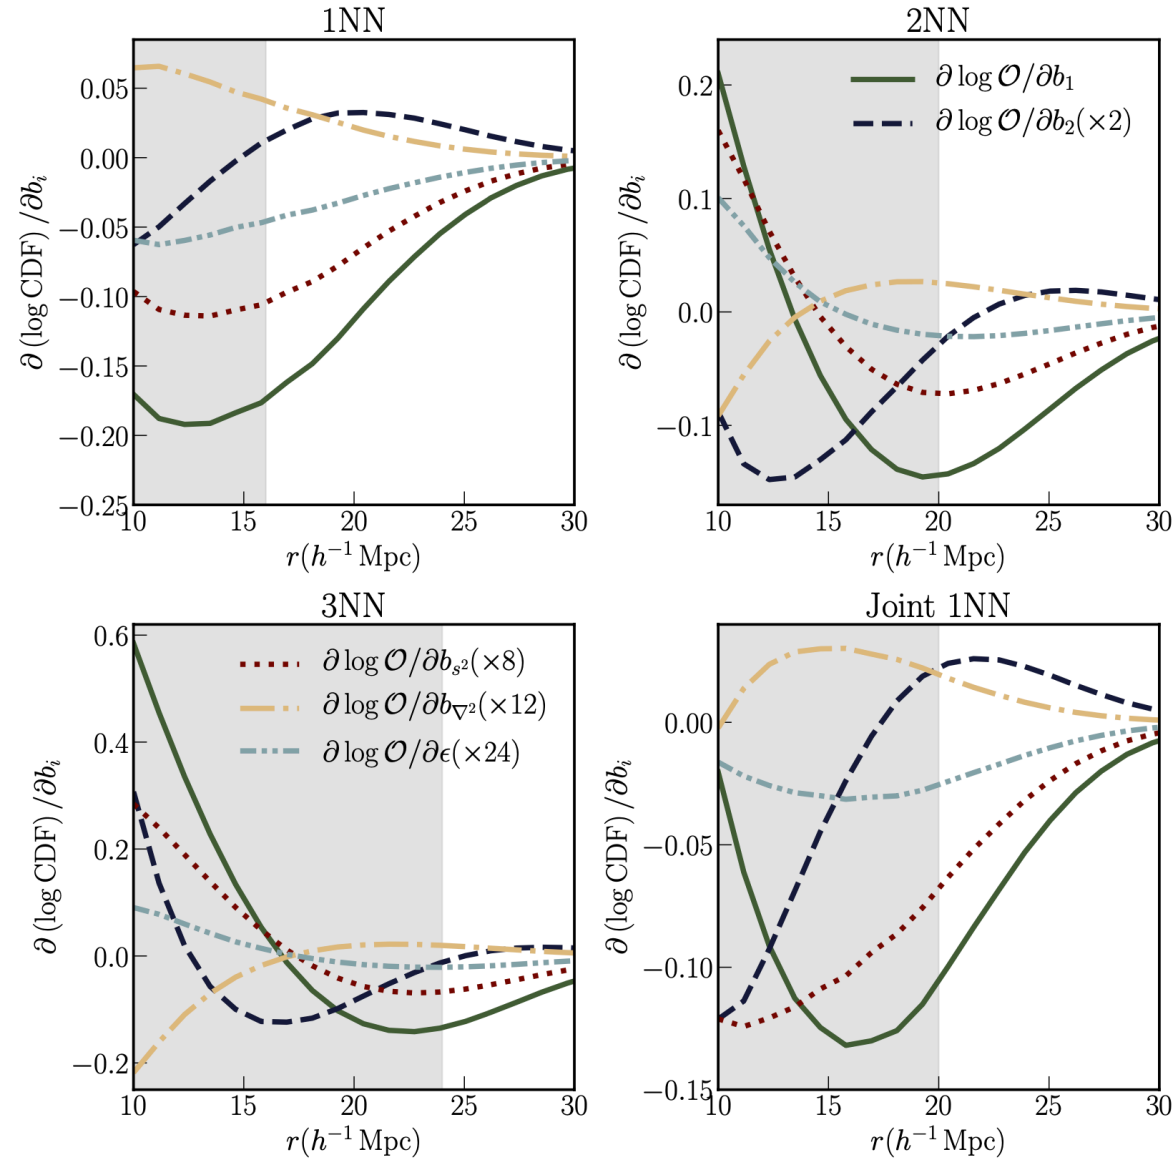 1NN
∂(log CDF)/∂b_i
0.05
0.00
−0.05
−0.10
−0.15
−0.20
−0.25
10 15 20 25 30
r(h⁻¹ Mpc)
2NN
∂ log 𝒪/∂b₁
∂ log 𝒪/∂b₂(×2)
∂(log CDF)/∂b_i
0.2
0.1
0.0
−0.1
10 15 20 25 30
r(h⁻¹ Mpc)
3NN
∂ log 𝒪/∂b_{s²}(×8)
∂ log 𝒪/∂b_{∇²}(×12)
∂ log 𝒪/∂ϵ(×24)
∂(log CDF)/∂b_i
0.6
0.4
0.2
0.0
−0.2
10 15 20 25 30
r(h⁻¹ Mpc)
Joint 1NN
∂(log CDF)/∂b_i
0.00
−0.05
−0.10
−0.15
10 15 20 25 30
r(h⁻¹ Mpc)